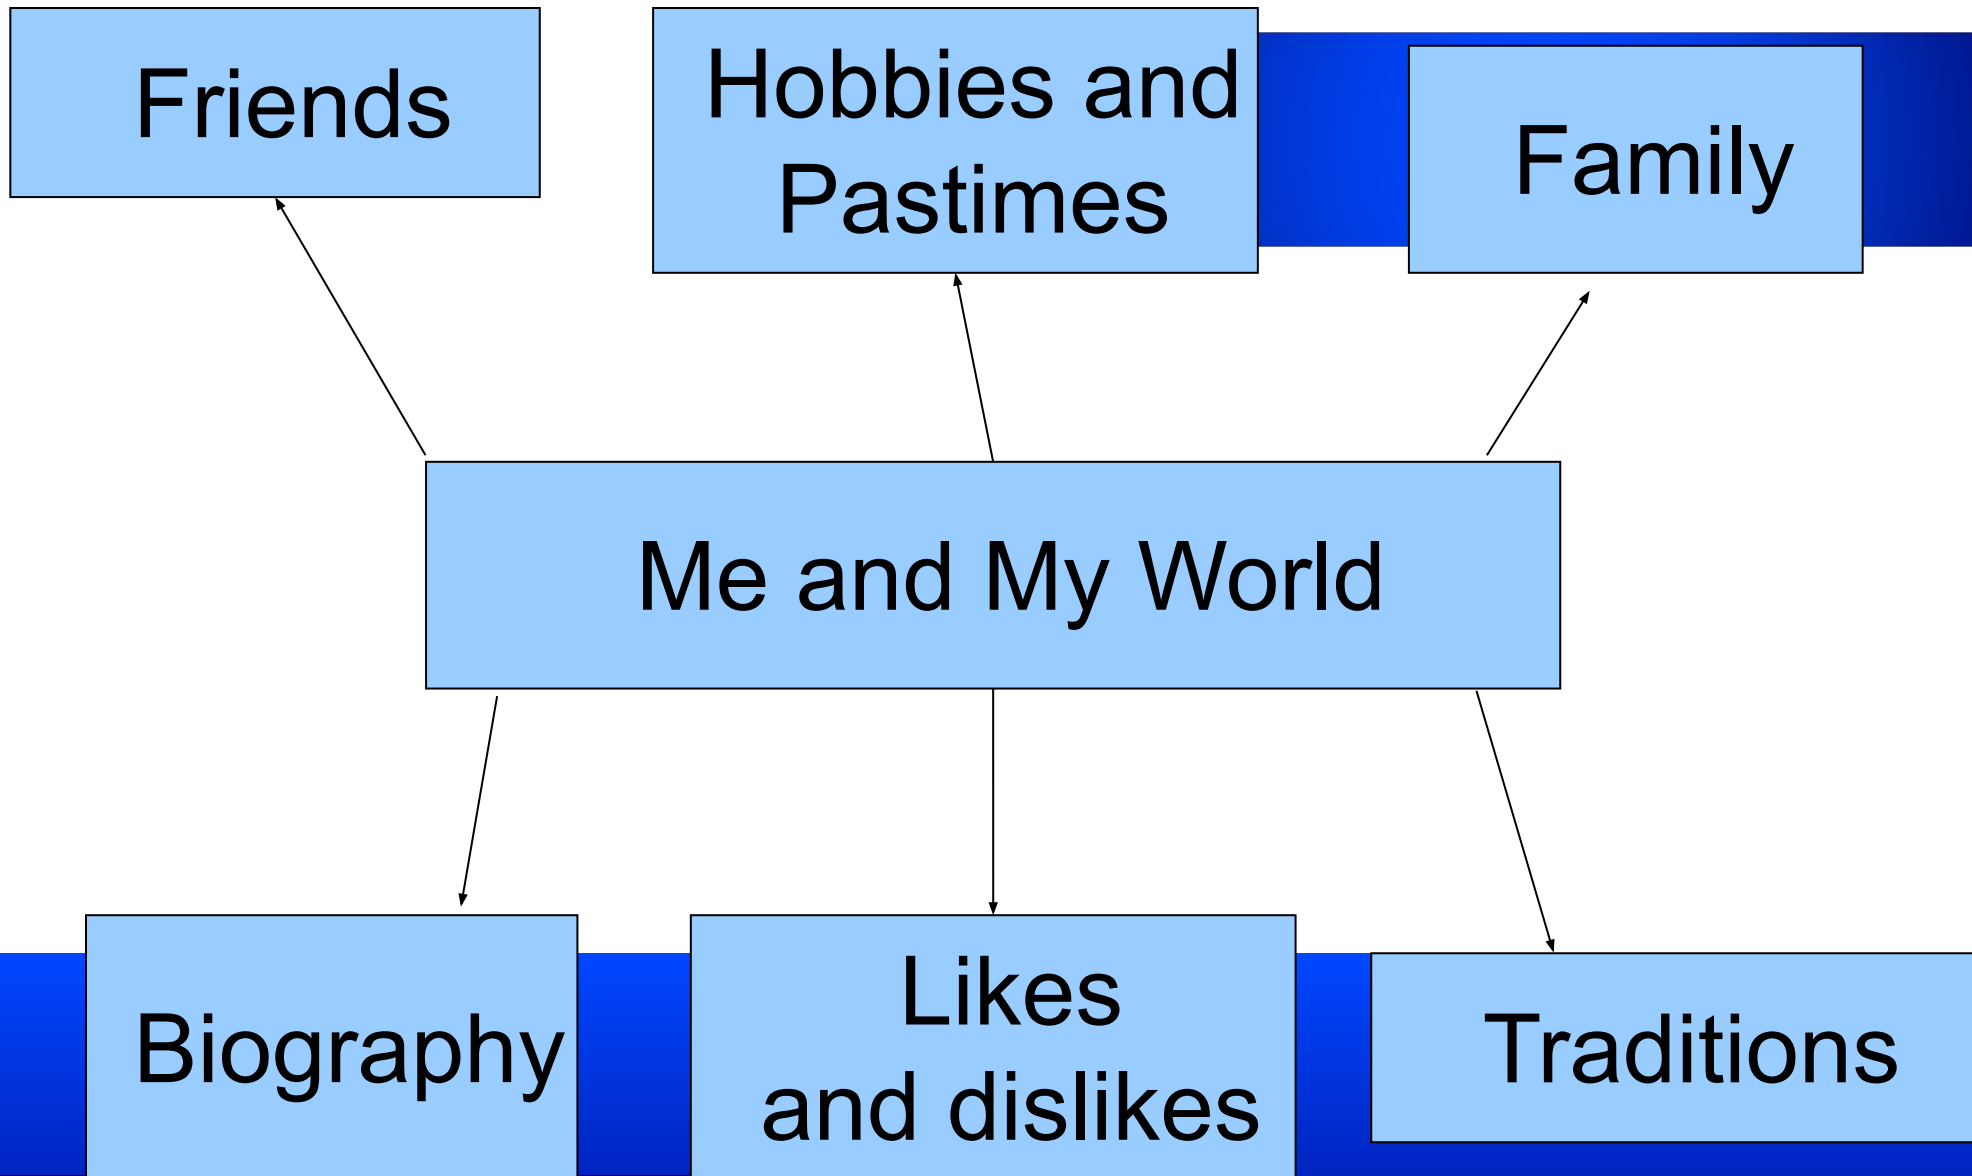 Friends
Hobbies and
Pastimes
Family
Me and My World
Biography
Likes
and dislikes
Traditions